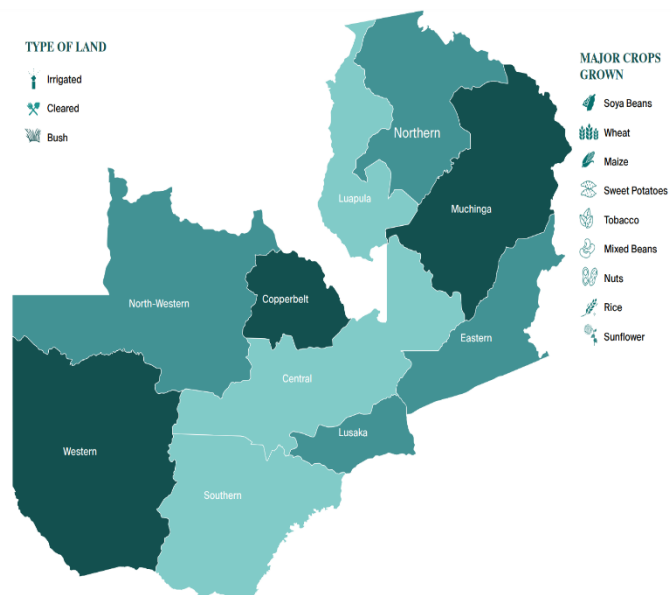 TYPE OF LAND
Irrigated
Cleared
Bush
MAJOR CROPS
GROWN
Soya Beans
Wheat
Maize
Sweet Potatoes
Tobacco
Mixed Beans
Nuts
Rice
Sunflower
Northern
Luapula
Muchinga
North-Western
Copperbelt
Eastern
Central
Lusaka
Western
Southern